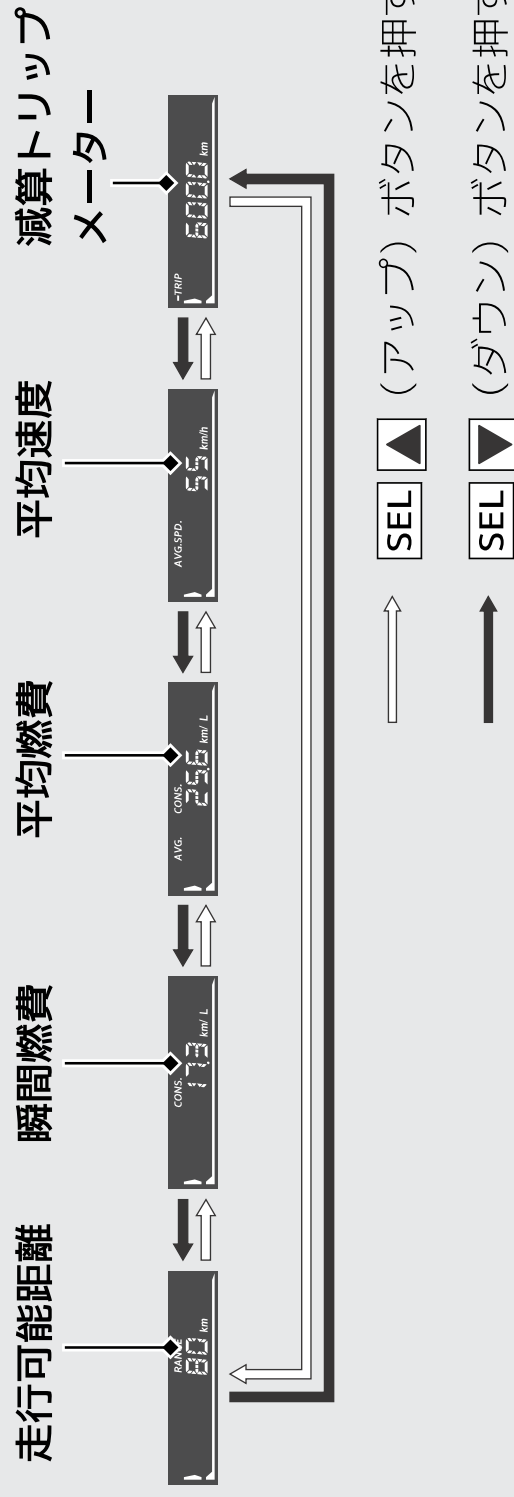 走行可能距離
瞬間燃費
平均燃費
平均速度
減算トリップ
メーター
RANGE
80 km
CONS.
17.3 km/L
AVG. CONS.
25.6 km/L
AVG.SPD.
55 km/h
-TRIP
600.0 km
SEL ▲ (アップ) ボタンを押す
SEL ▼ (ダウン) ボタンを押す